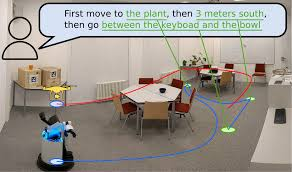 First move to the plant, then 3 meters south,
then go between the keyboad and the bowl